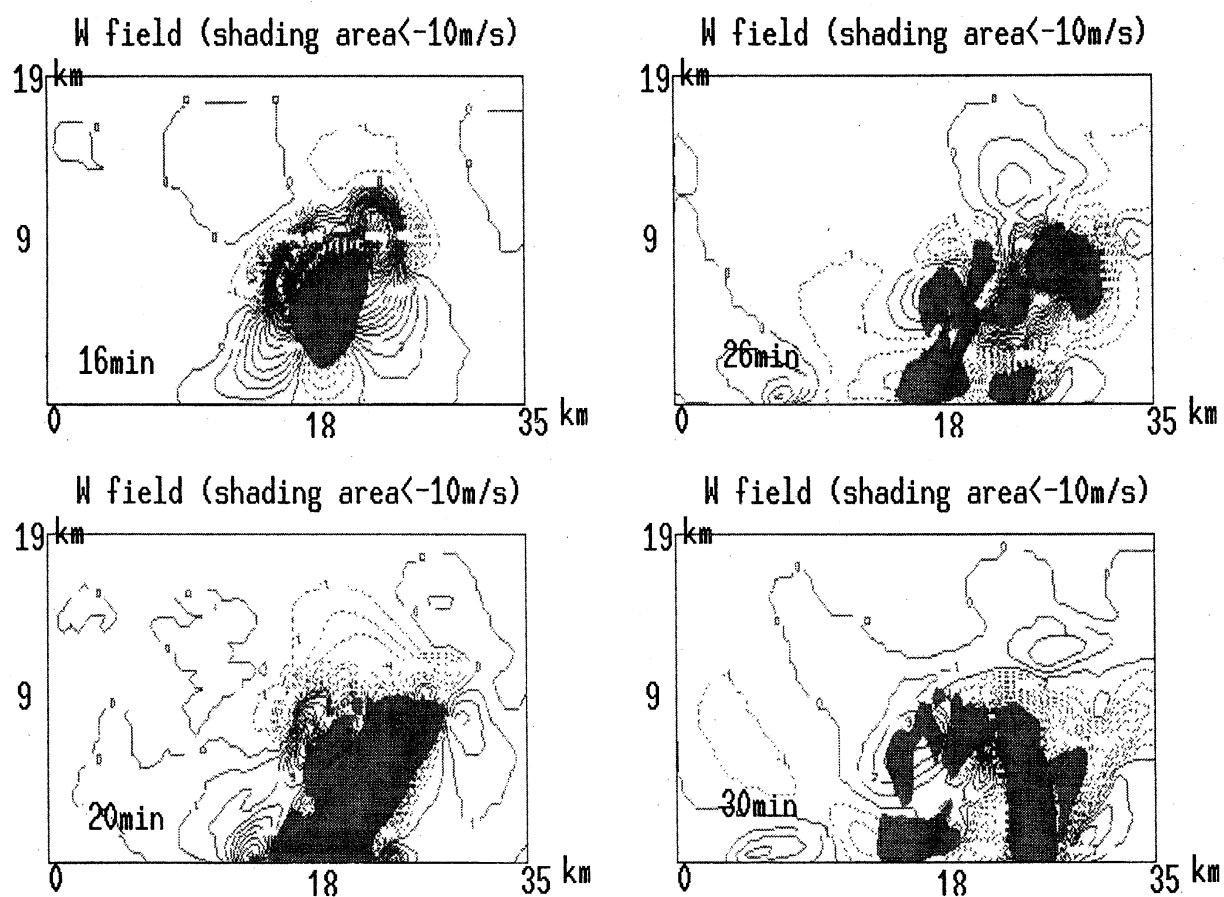 W field (shading area<-10m/s)
19 km
9
16min
0 18 35 km
W field (shading area<-10m/s)
19 km
9
26min
0 18 35 km
W field (shading area<-10m/s)
19 km
9
20min
0 18 35 km
W field (shading area<-10m/s)
19 km
9
30min
0 18 35 km